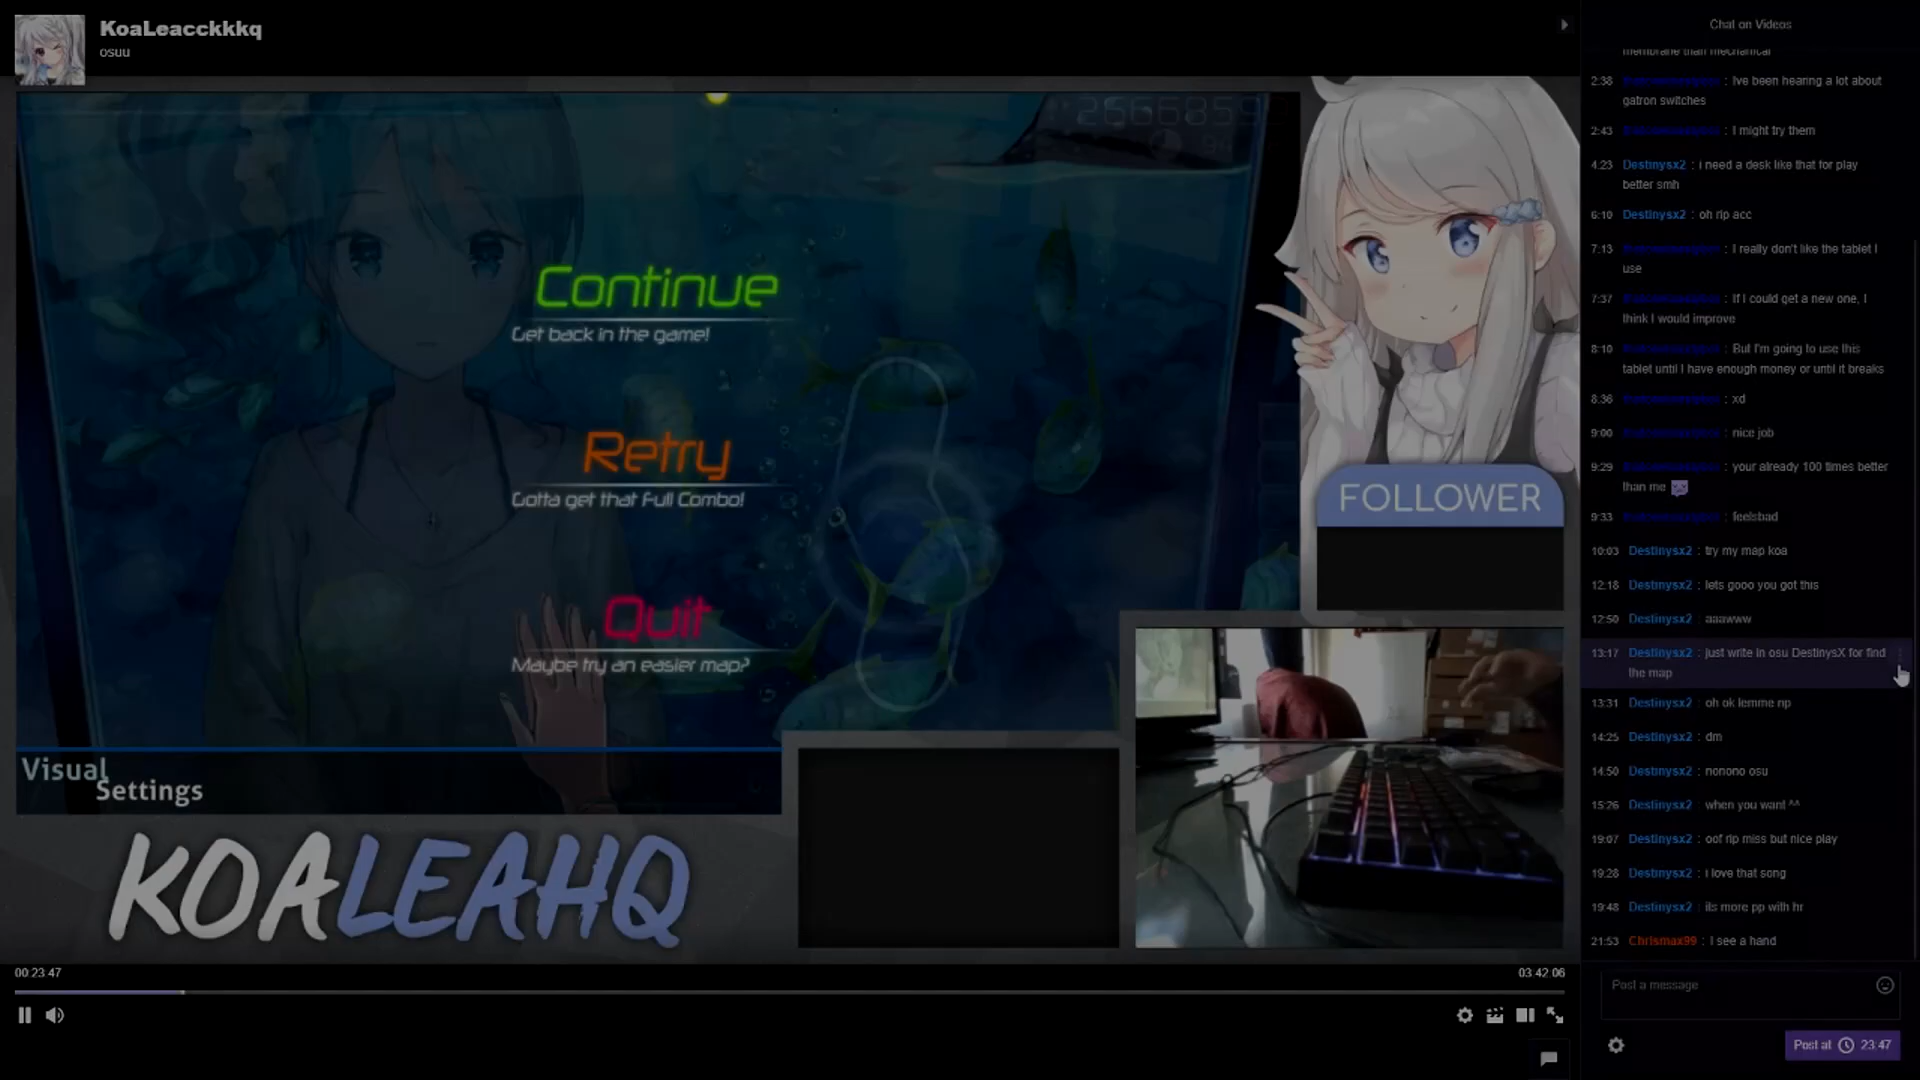 KoaLeacckkkq
osuu
Continue
Get back in the game!
Retry
Gotta get that Full Combo!
Quit
Maybe try an easier map?
Visual
Settings
KOALEAHQ
FOLLOWER
00:23:47
03:42:06
Chat on Videos
membrane than mechanical
2:38 : Ive been hearing a lot about
gatron switches
2:43 : I might try them
4:23 Destinysx2 : i need a desk like that for play
better smh
6:10 Destinysx2 : oh rip acc
7:13 : I really don't like the tablet I
use
7:37 : If I could get a new one, I
think I would improve
8:10 : But I'm going to use this
tablet until I have enough money or until it breaks
8:36 : xd
9:00 : nice job
9:29 : your already 100 times better
than me
9:33 : feelsbad
10:03 Destinysx2 : try my map koa
12:18 Destinysx2 : lets gooo you got this
12:50 Destinysx2 : aaawww
13:17 Destinysx2 : just write in osu DestinysX for find
the map
13:31 Destinysx2 : oh ok lemme np
14:25 Destinysx2 : dm
14:50 Destinysx2 : nonono osu
15:26 Destinysx2 : when you want ^^
19:07 Destinysx2 : oof rip miss but nice play
19:28 Destinysx2 : i love that song
19:48 Destinysx2 : its more pp with hr
21:53 Chrismax99 : I see a hand
Post a message
Post at 23:47